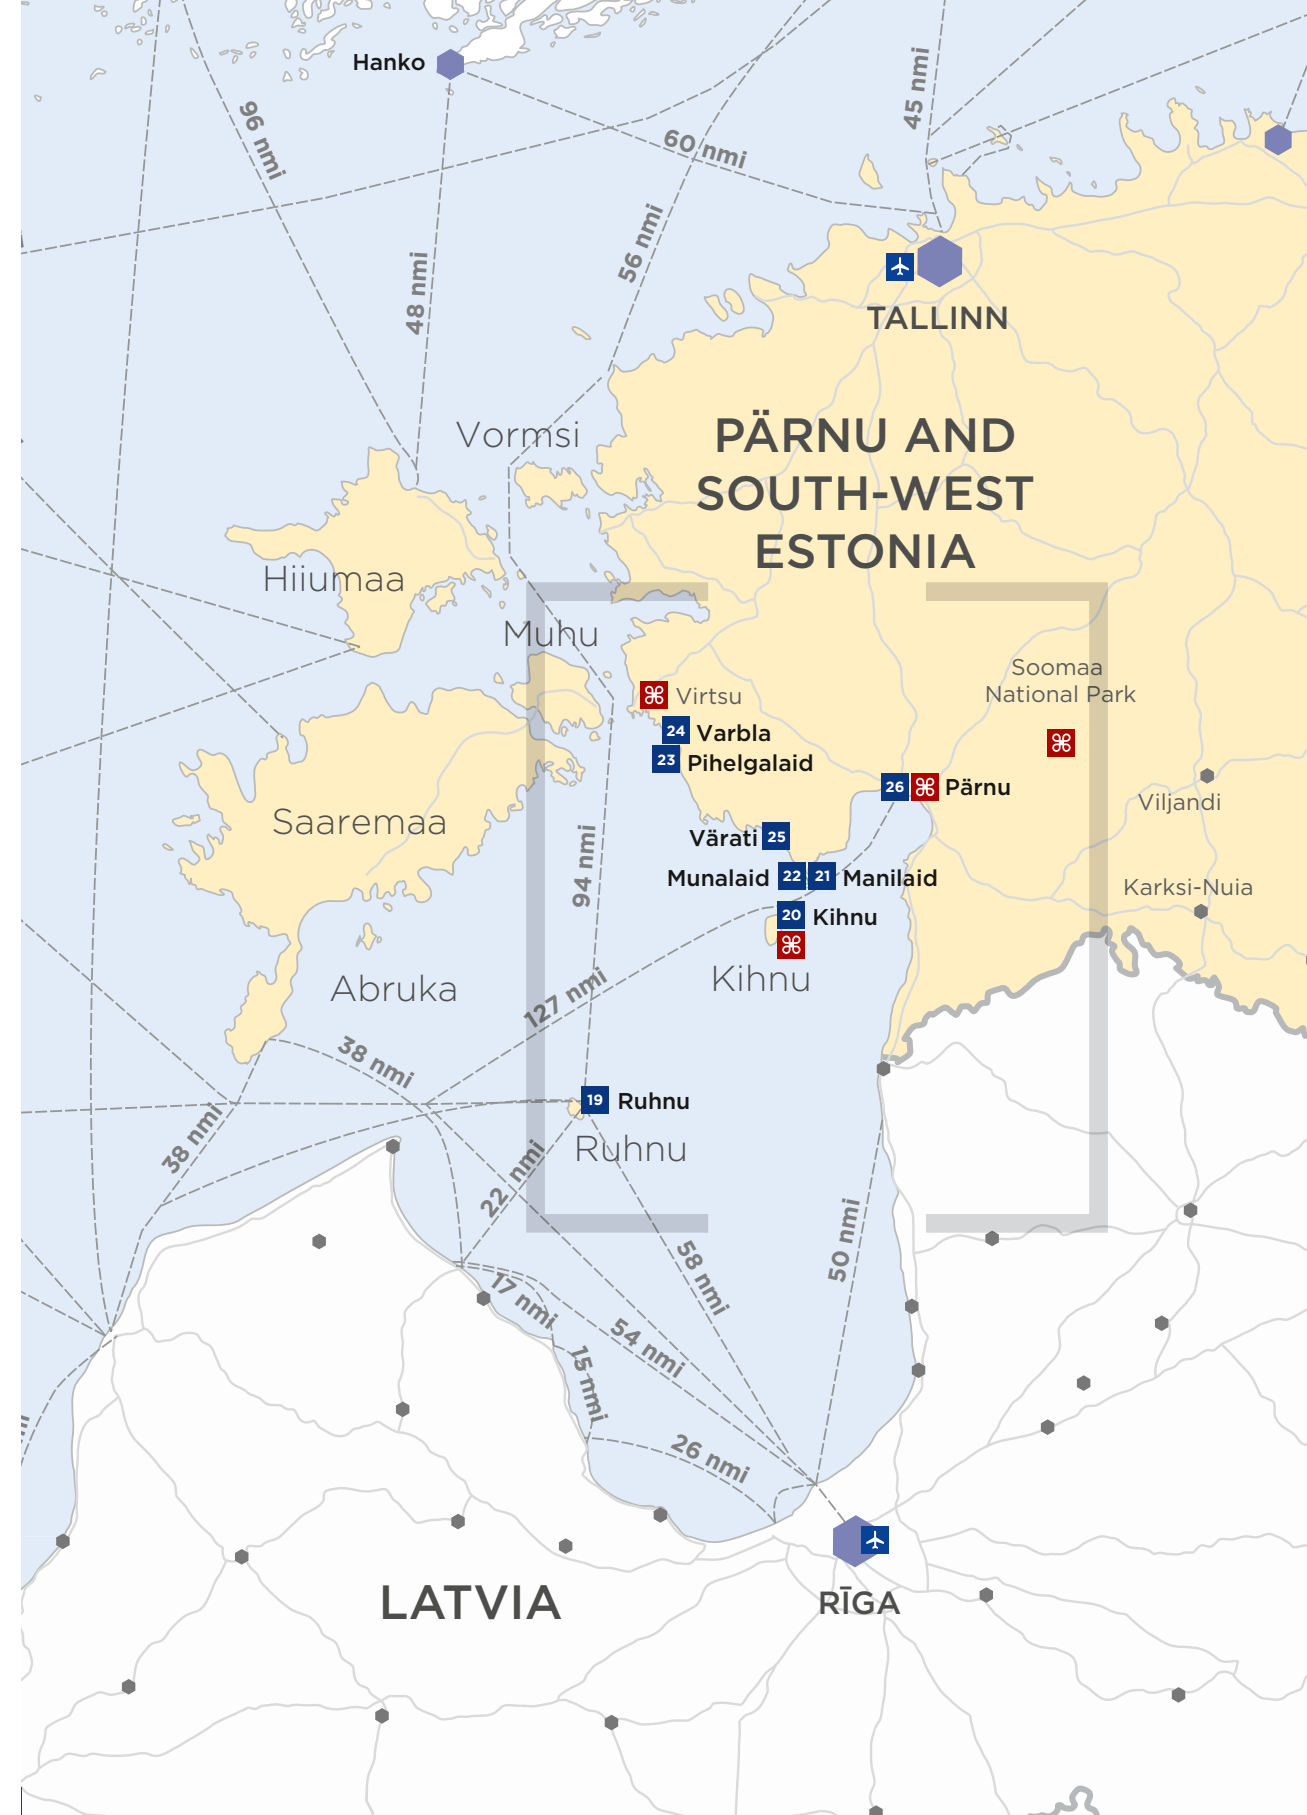 Hanko
45 nmi
96 nmi
60 nmi
56 nmi
48 nmi
TALLINN
Vormsi
PÄRNU AND
SOUTH-WEST
ESTONIA
Hiiumaa
Muhu
Soomaa
National Park
Virtsu
24 Varbla
23 Pihelgalaid
26 Pärnu
Viljandi
Saaremaa
Värati 25
94 nmi
Munalaid 22 21 Manilaid
Karksi-Nuia
20 Kihnu
Kihnu
Abruka
127 nmi
38 nmi
19 Ruhnu
38 nmi
Ruhnu
22 nmi
50 nmi
58 nmi
17 nmi
54 nmi
15 nmi
26 nmi
LATVIA
RĪGA